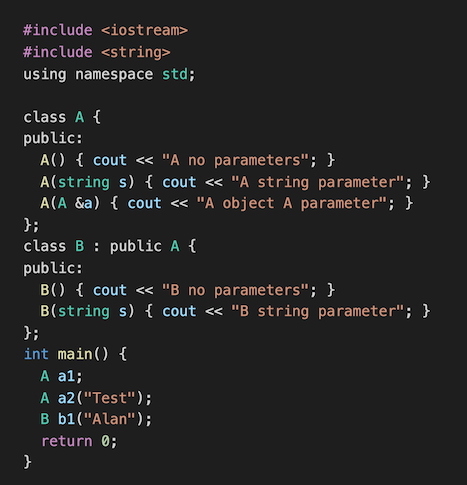 #include <iostream>
#include <string>
using namespace std;

class A {
public:
  A() { cout << "A no parameters"; }
  A(string s) { cout << "A string parameter"; }
  A(A &a) { cout << "A object A parameter"; }
};
class B : public A {
public:
  B() { cout << "B no parameters"; }
  B(string s) { cout << "B string parameter"; }
};
int main() {
  A a1;
  A a2("Test");
  B b1("Alan");
  return 0;
}